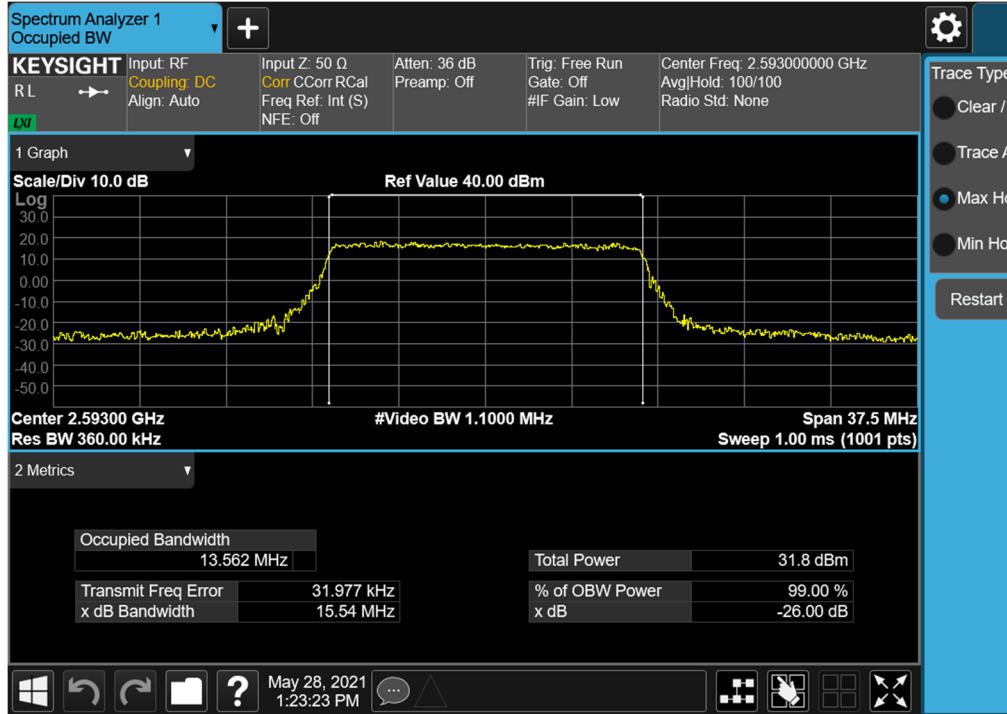 Spectrum Analyzer 1
Occupied BW
KEYSIGHT
R L
LXI
Input: RF
Coupling: DC
Align: Auto
Input Z: 50 Ω
Corr CCorr RCal
Freq Ref: Int (S)
NFE: Off
Atten: 36 dB
Preamp: Off
Trig: Free Run
Gate: Off
#IF Gain: Low
Center Freq: 2.593000000 GHz
Avg|Hold: 100/100
Radio Std: None
Trace Type
Clear /
Trace A
Max Ho
Min Ho
Restart
1 Graph
Scale/Div 10.0 dB
Ref Value 40.00 dBm
Log
30.0
20.0
10.0
0.00
-10.0
-20.0
-30.0
-40.0
-50.0
Center 2.59300 GHz
#Video BW 1.1000 MHz
Span 37.5 MHz
Res BW 360.00 kHz
Sweep 1.00 ms (1001 pts)
2 Metrics
Occupied Bandwidth
13.562 MHz
Total Power 31.8 dBm
Transmit Freq Error 31.977 kHz
% of OBW Power 99.00 %
x dB Bandwidth 15.54 MHz
x dB -26.00 dB
?
May 28, 2021
1:23:23 PM